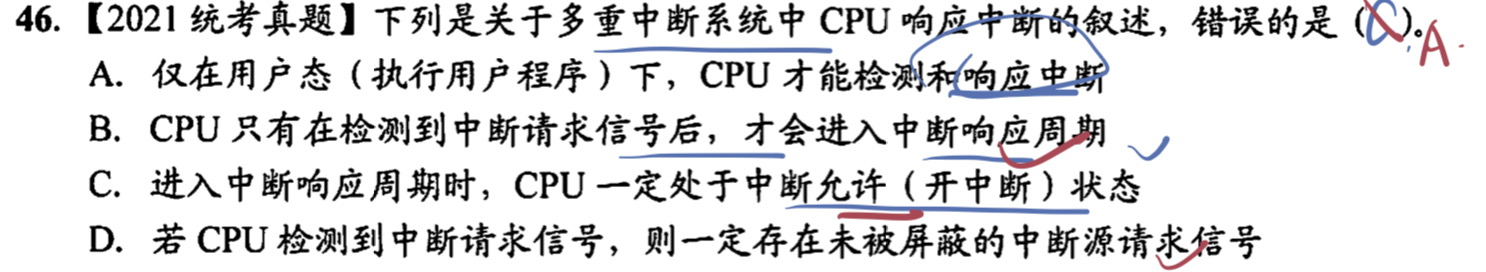 46. 【2021 统考真题】下列是关于多重中断系统中 CPU 响应中断的叙述，错误的是（C）。A.
A. 仅在用户态（执行用户程序）下，CPU 才能检测和响应中断
B. CPU 只有在检测到中断请求信号后，才会进入中断响应周期
C. 进入中断响应周期时，CPU 一定处于中断允许（开中断）状态
D. 若 CPU 检测到中断请求信号，则一定存在未被屏蔽的中断源请求信号